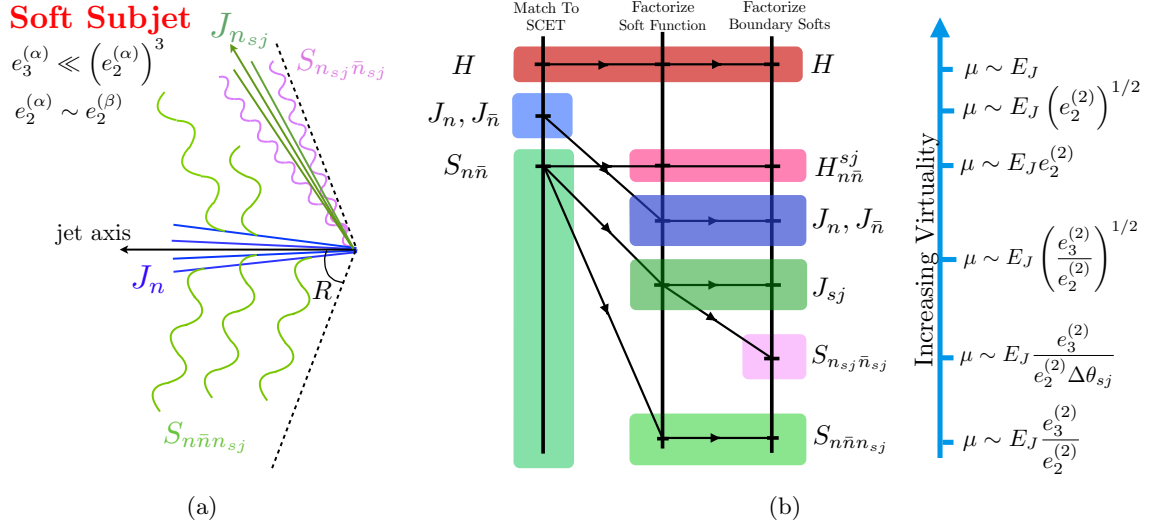 Soft Subjet
e_3^{(α)} ≪ (e_2^{(α)})^3
e_2^{(α)} ∼ e_2^{(β)}
J_{n_{sj}}
S_{n_{sj} n̄_{sj}}
jet axis
J_n
R
S_{n n̄ n_{sj}}
(a)
Match To
SCET
Factorize
Soft Function
Factorize
Boundary Softs
H
H
J_n, J_{n̄}
S_{n n̄}
H_{n n̄}^{sj}
J_n, J_{n̄}
J_{sj}
S_{n_{sj} n̄_{sj}}
S_{n n̄ n_{sj}}
Increasing Virtuality
μ ∼ E_J
μ ∼ E_J (e_2^{(2)})^{1/2}
μ ∼ E_J e_2^{(2)}
μ ∼ E_J (e_3^{(2)} / e_2^{(2)})^{1/2}
μ ∼ E_J e_3^{(2)} / e_2^{(2)} Δθ_{sj}
μ ∼ E_J e_3^{(2)} / e_2^{(2)}
(b)